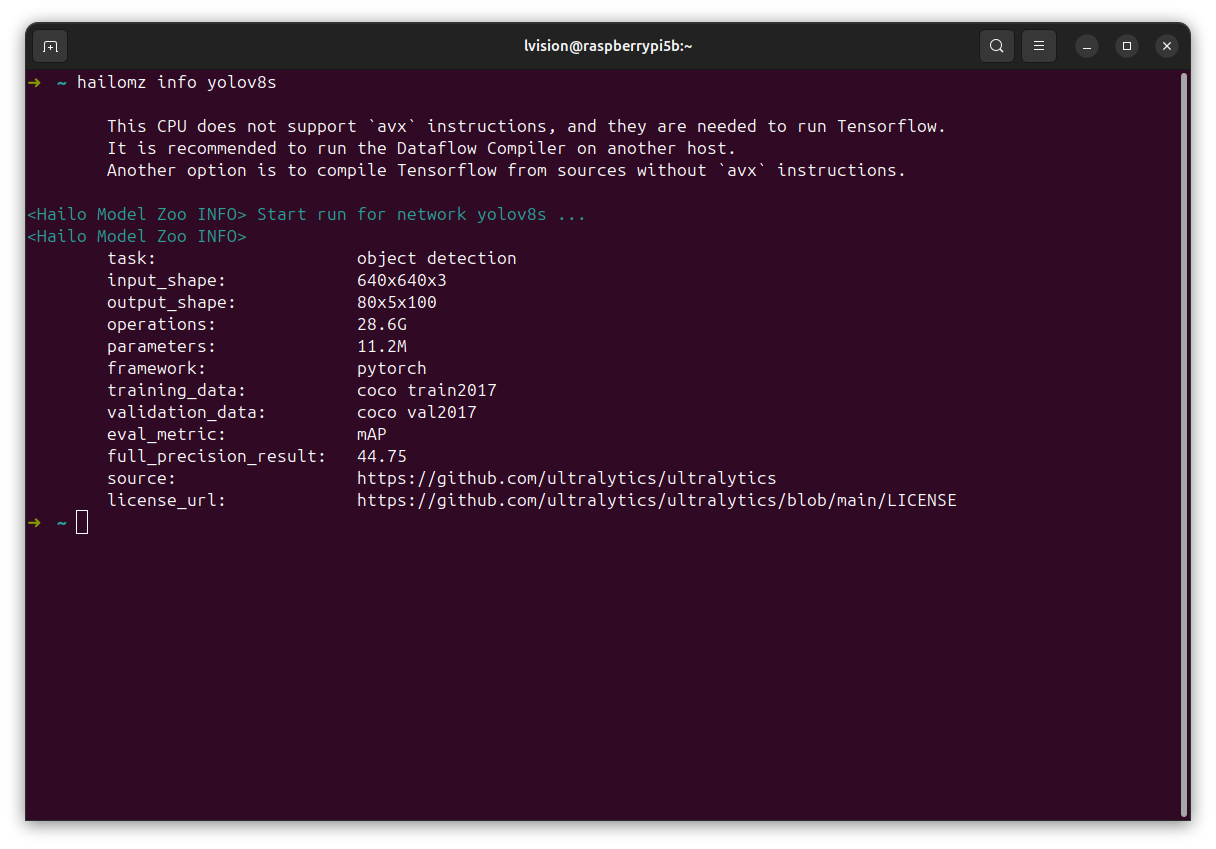 lvision@raspberrypi5b:~
➜ ~ hailomz info yolov8s
This CPU does not support `avx` instructions, and they are needed to run Tensorflow.
It is recommended to run the Dataflow Compiler on another host.
Another option is to compile Tensorflow from sources without `avx` instructions.
<Hailo Model Zoo INFO> Start run for network yolov8s ...
<Hailo Model Zoo INFO>
task: object detection
input_shape: 640x640x3
output_shape: 80x5x100
operations: 28.6G
parameters: 11.2M
framework: pytorch
training_data: coco train2017
validation_data: coco val2017
eval_metric: mAP
full_precision_result: 44.75
source: https://github.com/ultralytics/ultralytics
license_url: https://github.com/ultralytics/ultralytics/blob/main/LICENSE
➜ ~